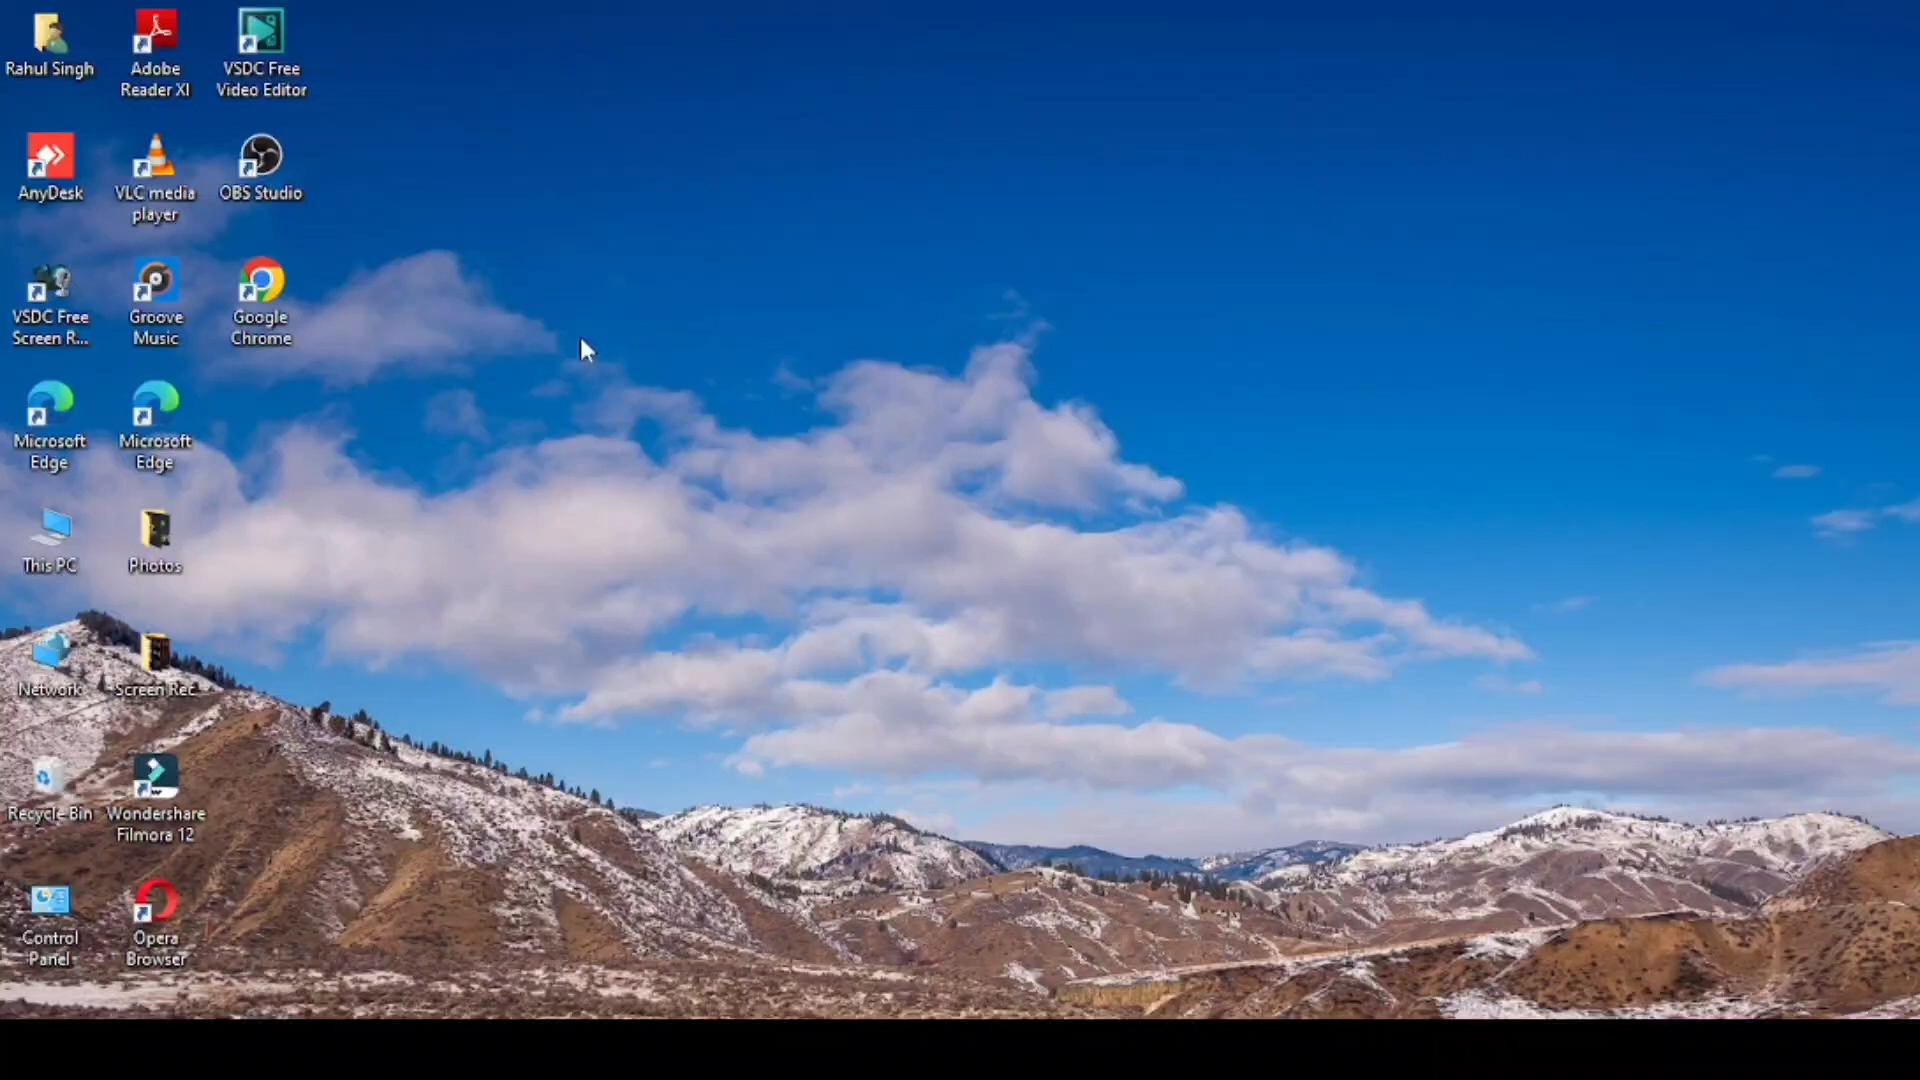 Rahul Singh
Adobe
Reader XI
VSDC Free
Video Editor
AnyDesk
VLC media
player
OBS Studio
VSDC Free
Screen R...
Groove
Music
Google
Chrome
Microsoft
Edge
Microsoft
Edge
This PC
Photos
Network
Screen Rec
Recycle Bin
Wondershare
Filmora 12
Control
Panel
Opera
Browser